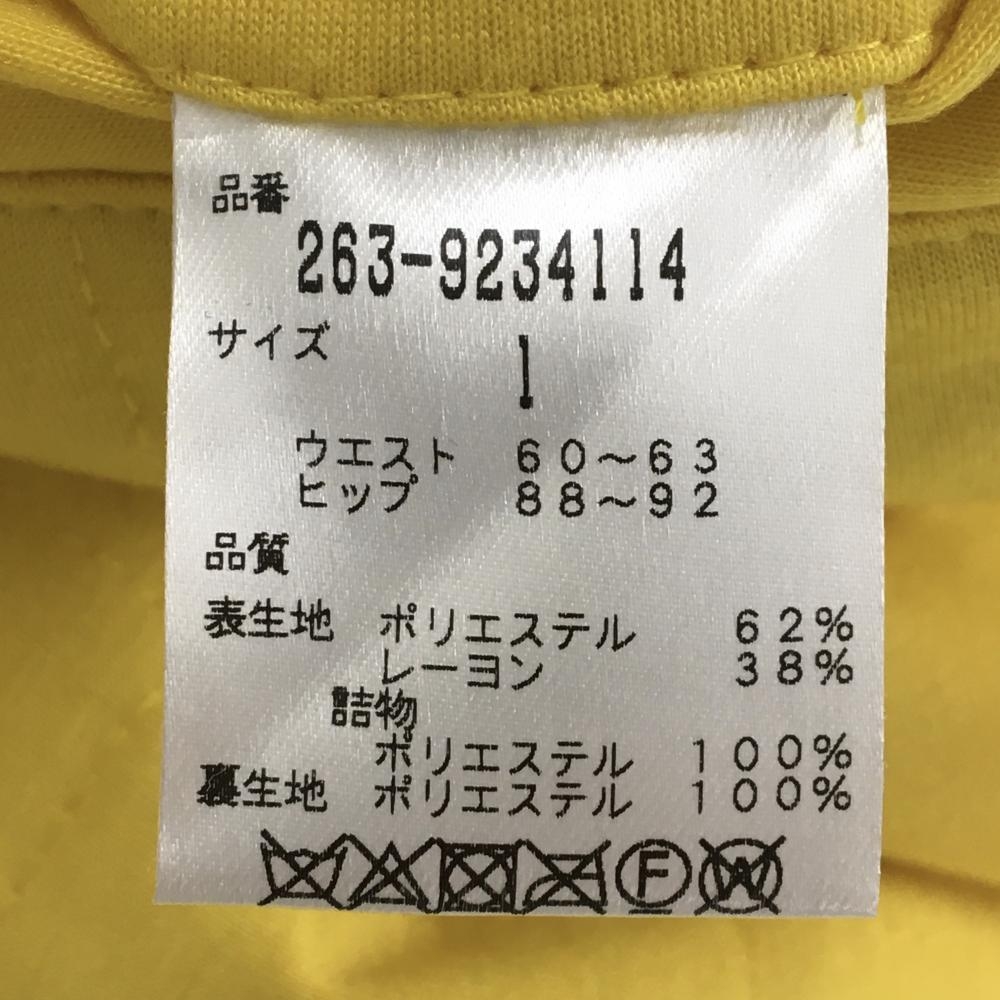 品番
263-9234114
サイズ
1
ウエスト 60～63
ヒップ 88～92
品質
表生地 ポリエステル 62%
レーヨン 38%
詰物
ポリエステル 100%
裏生地 ポリエステル 100%
F W